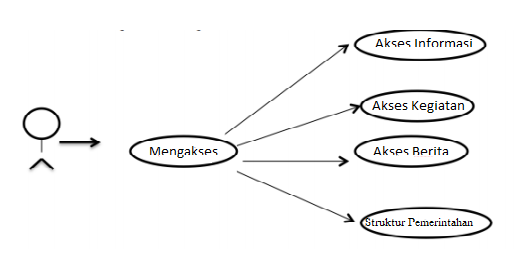 Akses Informasi
Akses Kegiatan
Mengakses
Akses Berita
Struktur Pemerintahan